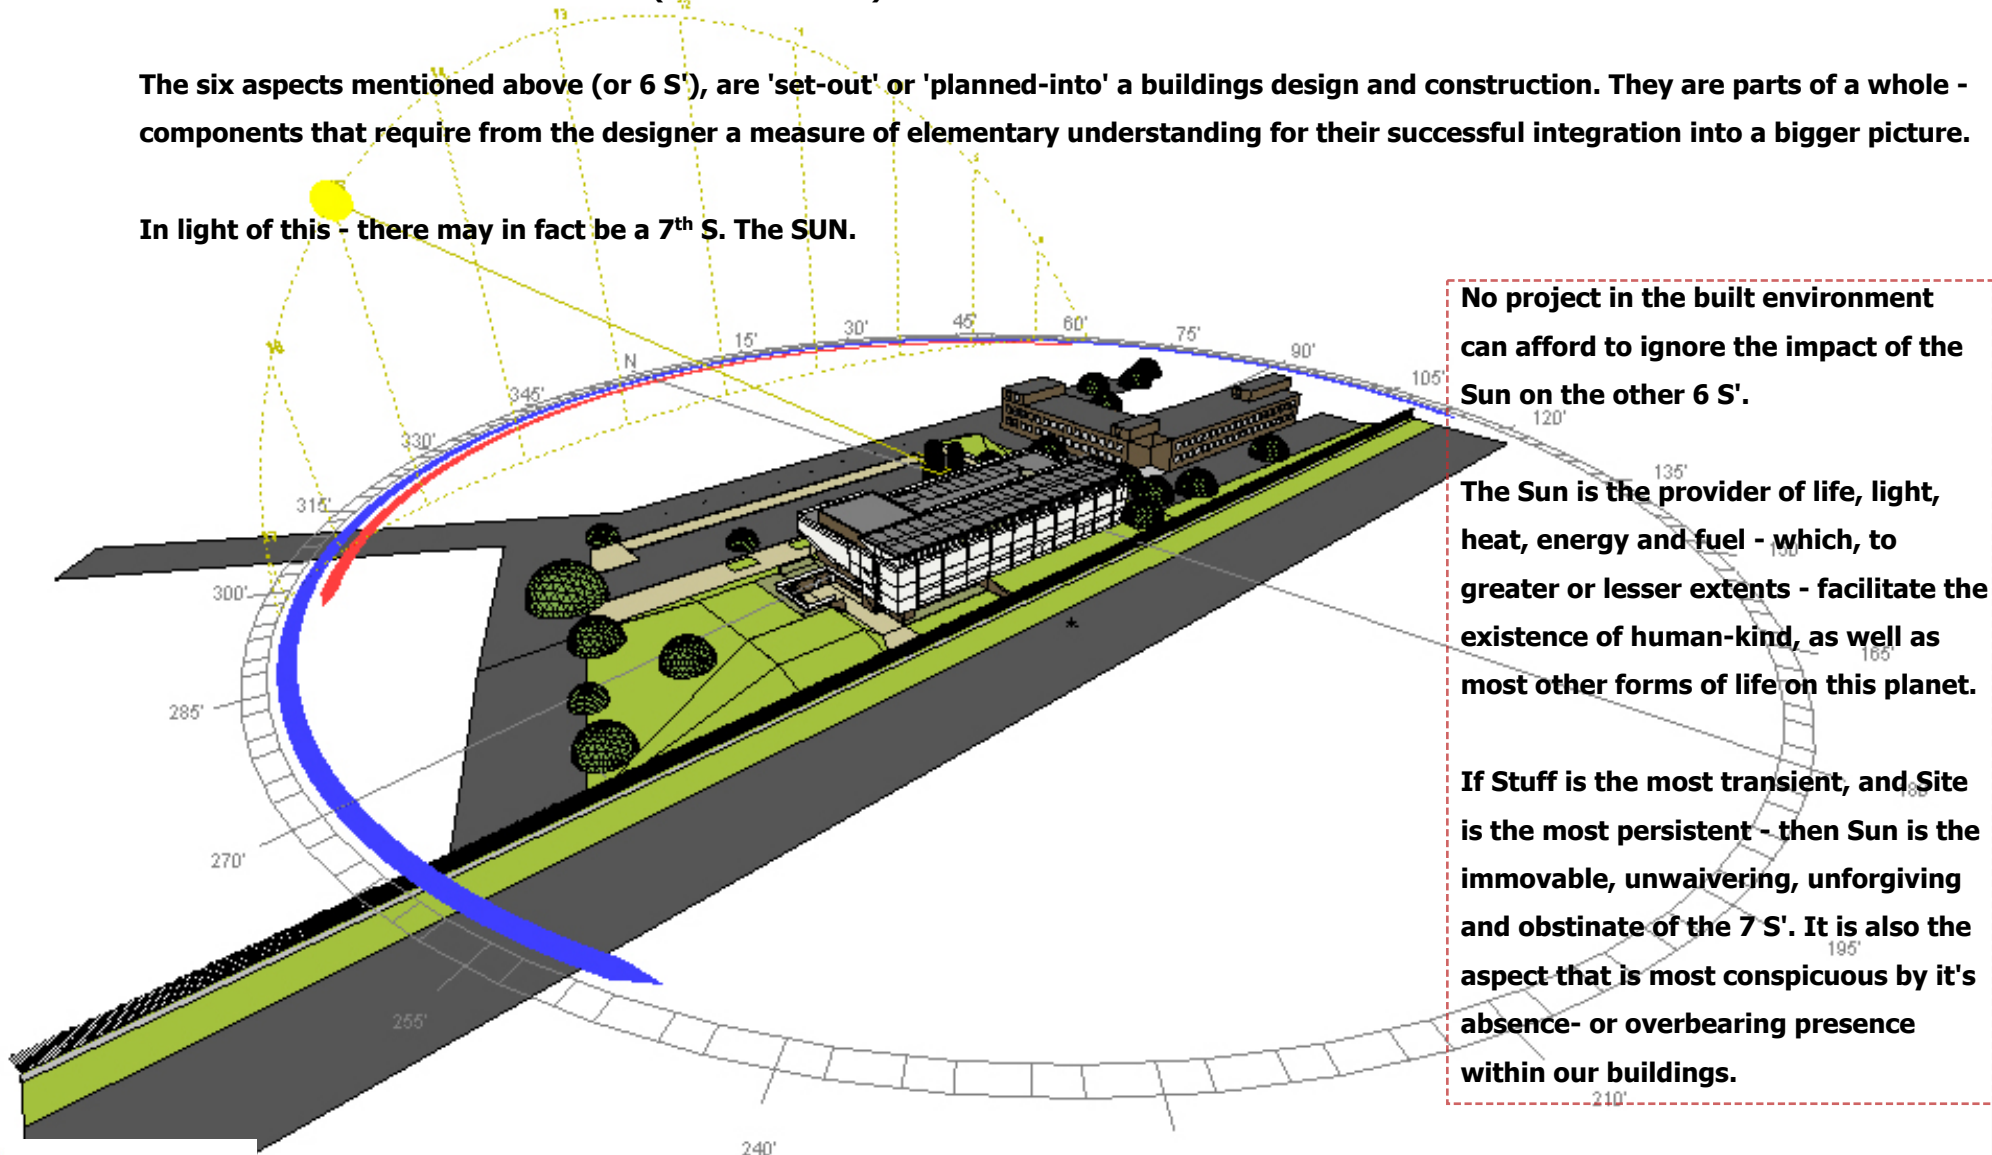 The six aspects mentioned above (or 6 S'), are 'set-out' or 'planned-into' a buildings design and construction. They are parts of a whole -
components that require from the designer a measure of elementary understanding for their successful integration into a bigger picture.
In light of this - there may in fact be a 7th S. The SUN.
No project in the built environment
can afford to ignore the impact of the
Sun on the other 6 S'.
The Sun is the provider of life, light,
heat, energy and fuel - which, to
greater or lesser extents - facilitate the
existence of human-kind, as well as
most other forms of life on this planet.
If Stuff is the most transient, and Site
is the most persistent - then Sun is the
immovable, unwaivering, unforgiving
and obstinate of the 7 S'. It is also the
aspect that is most conspicuous by it's
absence- or overbearing presence
within our buildings.
13
12
N
15'
30'
45'
60'
75'
90'
105'
120'
135'
165'
195'
210'
240'
255'
270'
285'
300'
315'
330'
345'